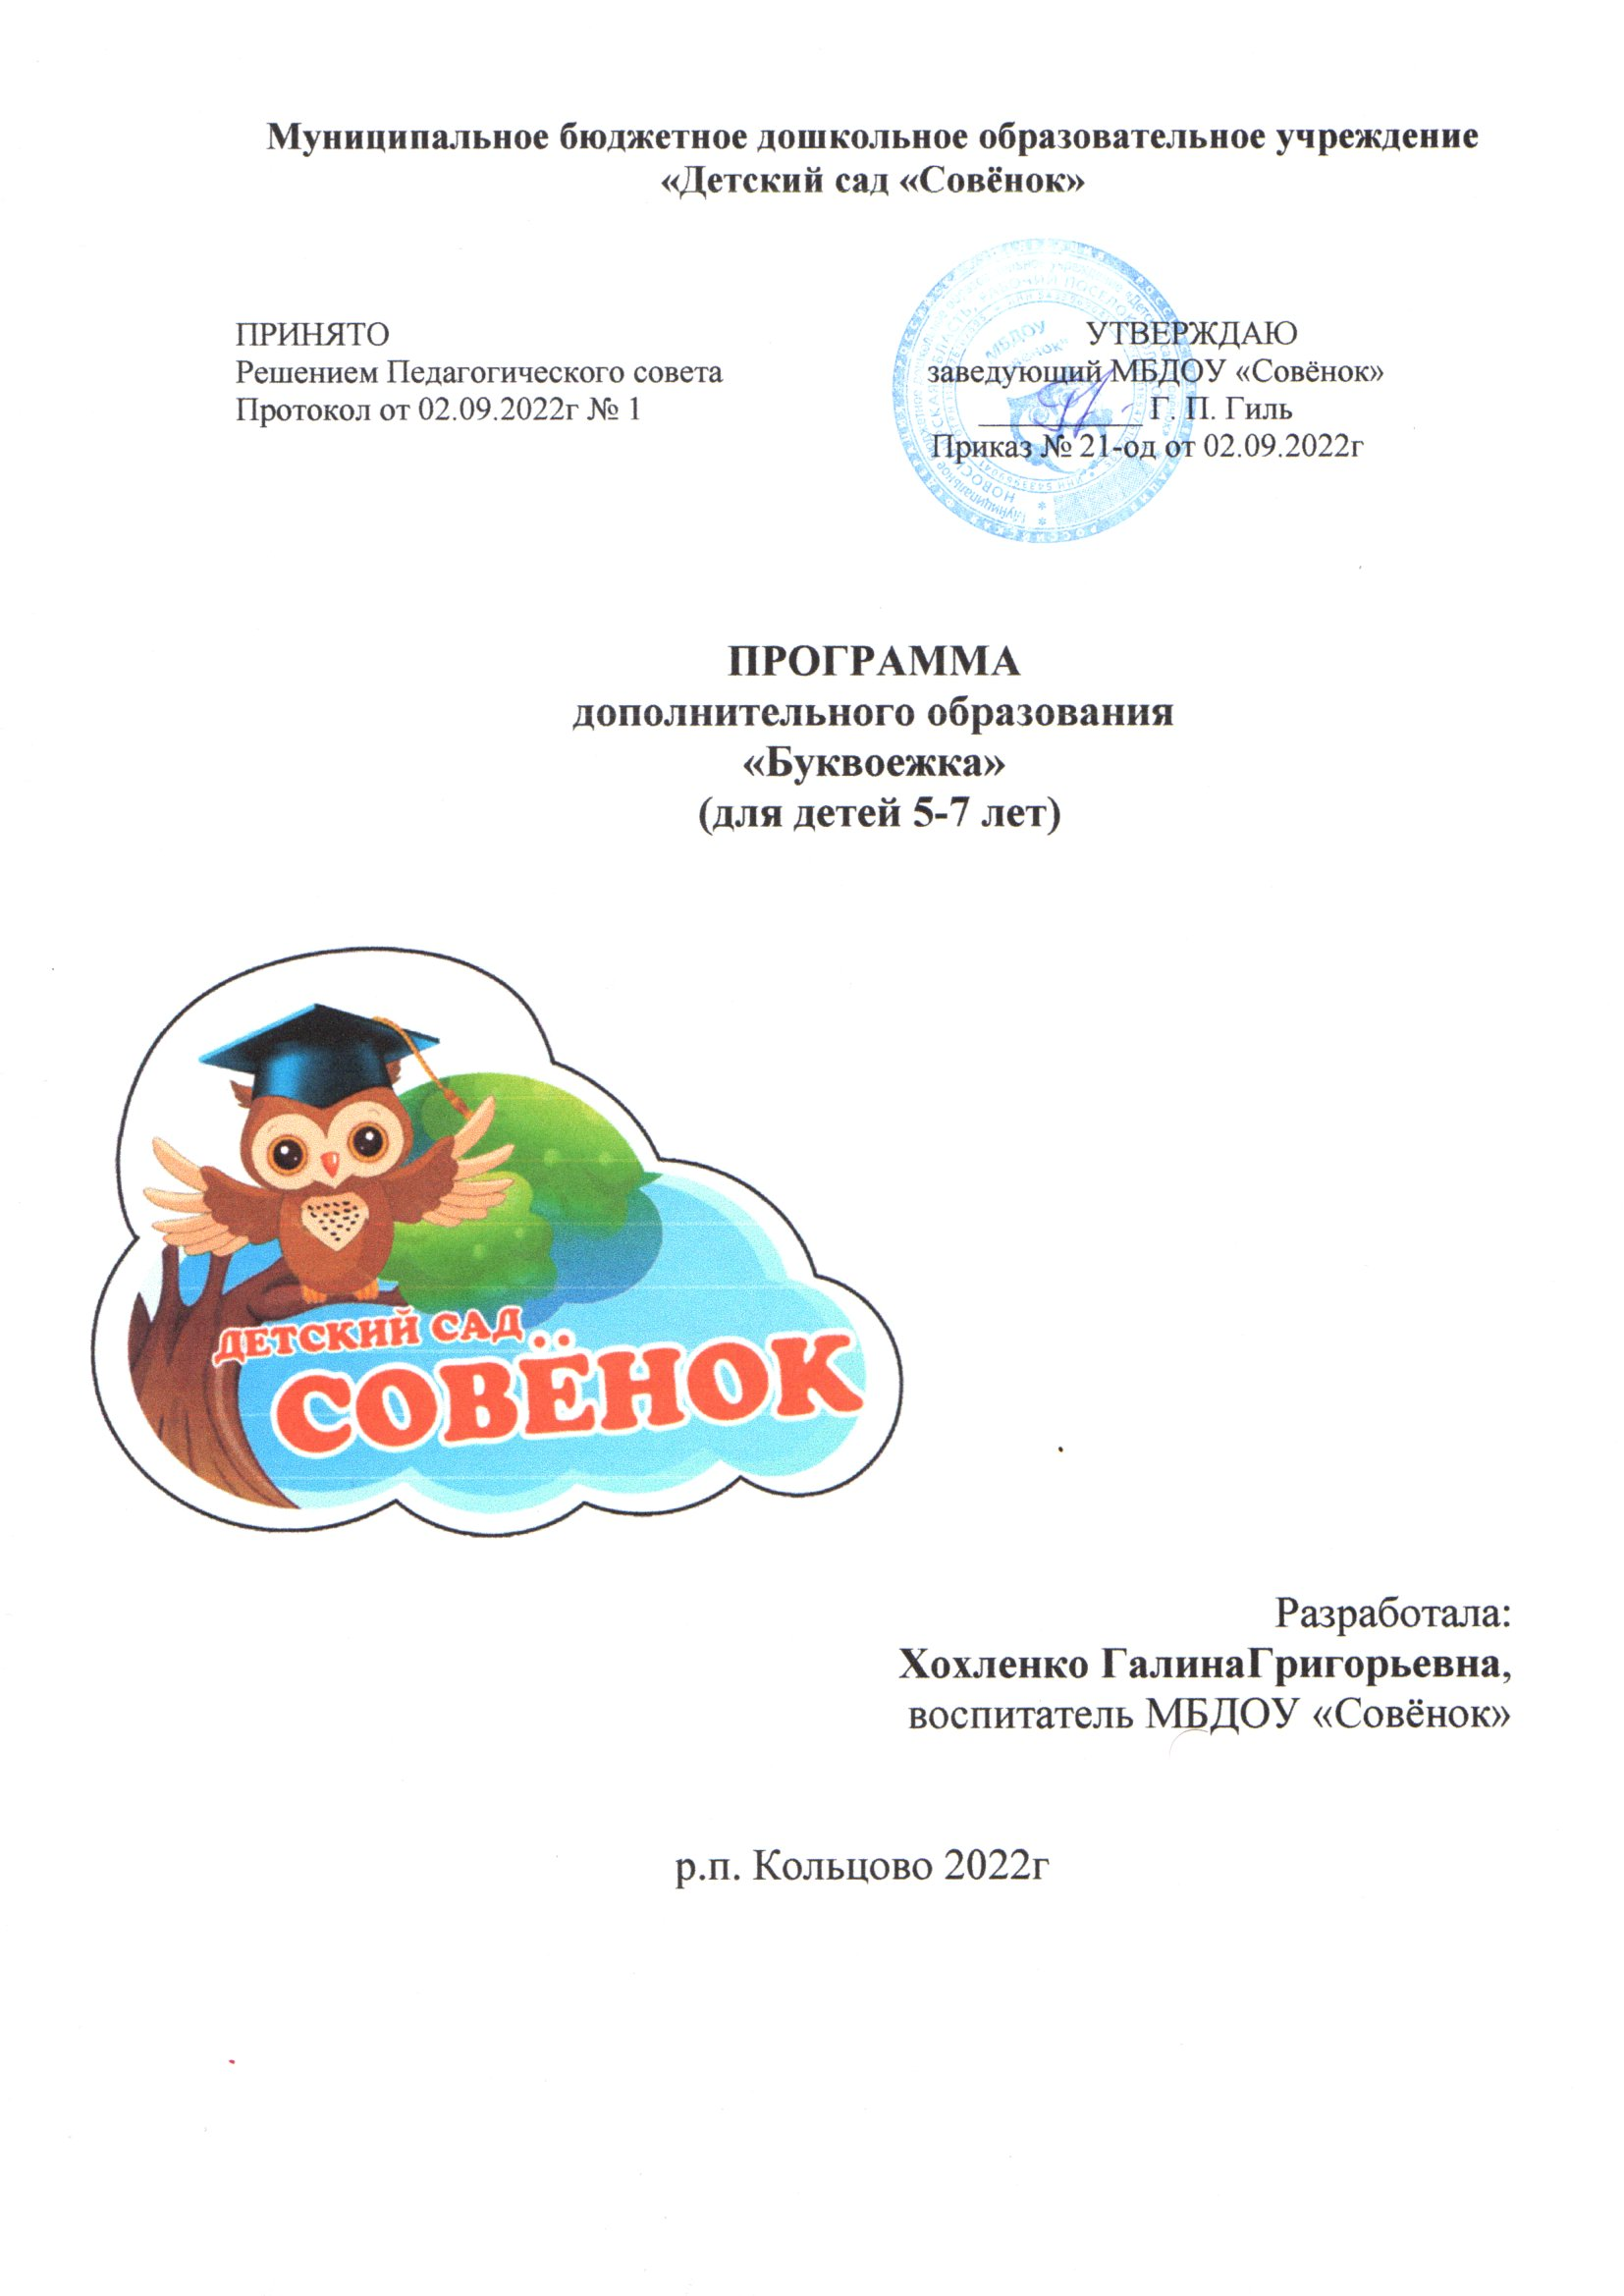 Муниципальное бюджетное дошкольное образовательное учреждение
«Детский сад «Совёнок»
ПРИНЯТО
Решением Педагогического совета
Протокол от 02.09.2022г № 1
УТВЕРЖДАЮ
заведующий МБДОУ «Совёнок»
__________ Г. П. Гиль
Приказ № 21-од от 02.09.2022г
МБДОУ
ПРОГРАММА
дополнительного образования
«Буквоежка»
(для детей 5-7 лет)
ДЕТСКИЙ САД
СОВЁНОК
Разработала:
Хохленко ГалинаГригорьевна,
воспитатель МБДОУ «Совёнок»
р.п. Кольцово 2022г